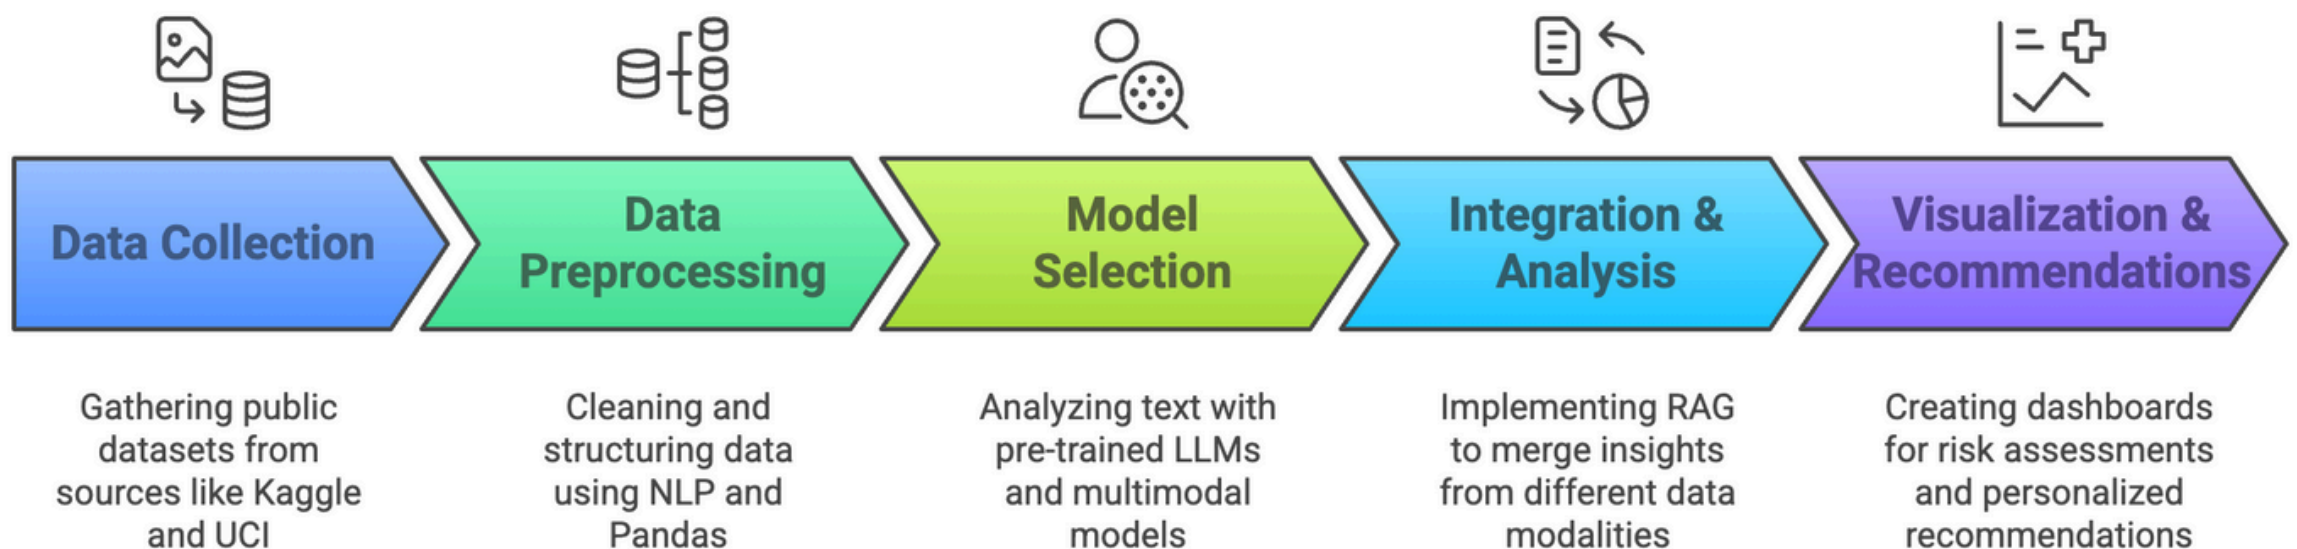 Data Collection
Data
Preprocessing
Model
Selection
Integration &
Analysis
Visualization &
Recommendations
Gathering public
datasets from
sources like Kaggle
and UCI
Cleaning and
structuring data
using NLP and
Pandas
Analyzing text with
pre-trained LLMs
and multimodal
models
Implementing RAG
to merge insights
from different data
modalities
Creating dashboards
for risk assessments
and personalized
recommendations